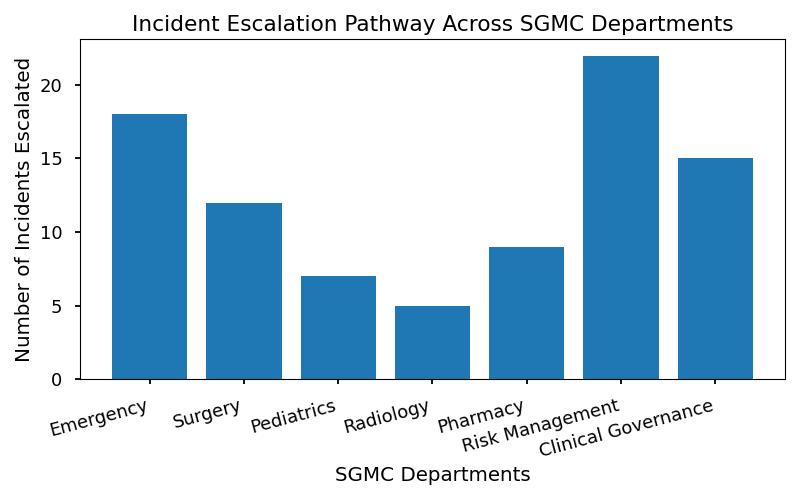 Incident Escalation Pathway Across SGMC Departments
Number of Incidents Escalated
20
15
10
5
0
Emergency
Surgery
Pediatrics
Radiology
Pharmacy
Risk Management
Clinical Governance
SGMC Departments